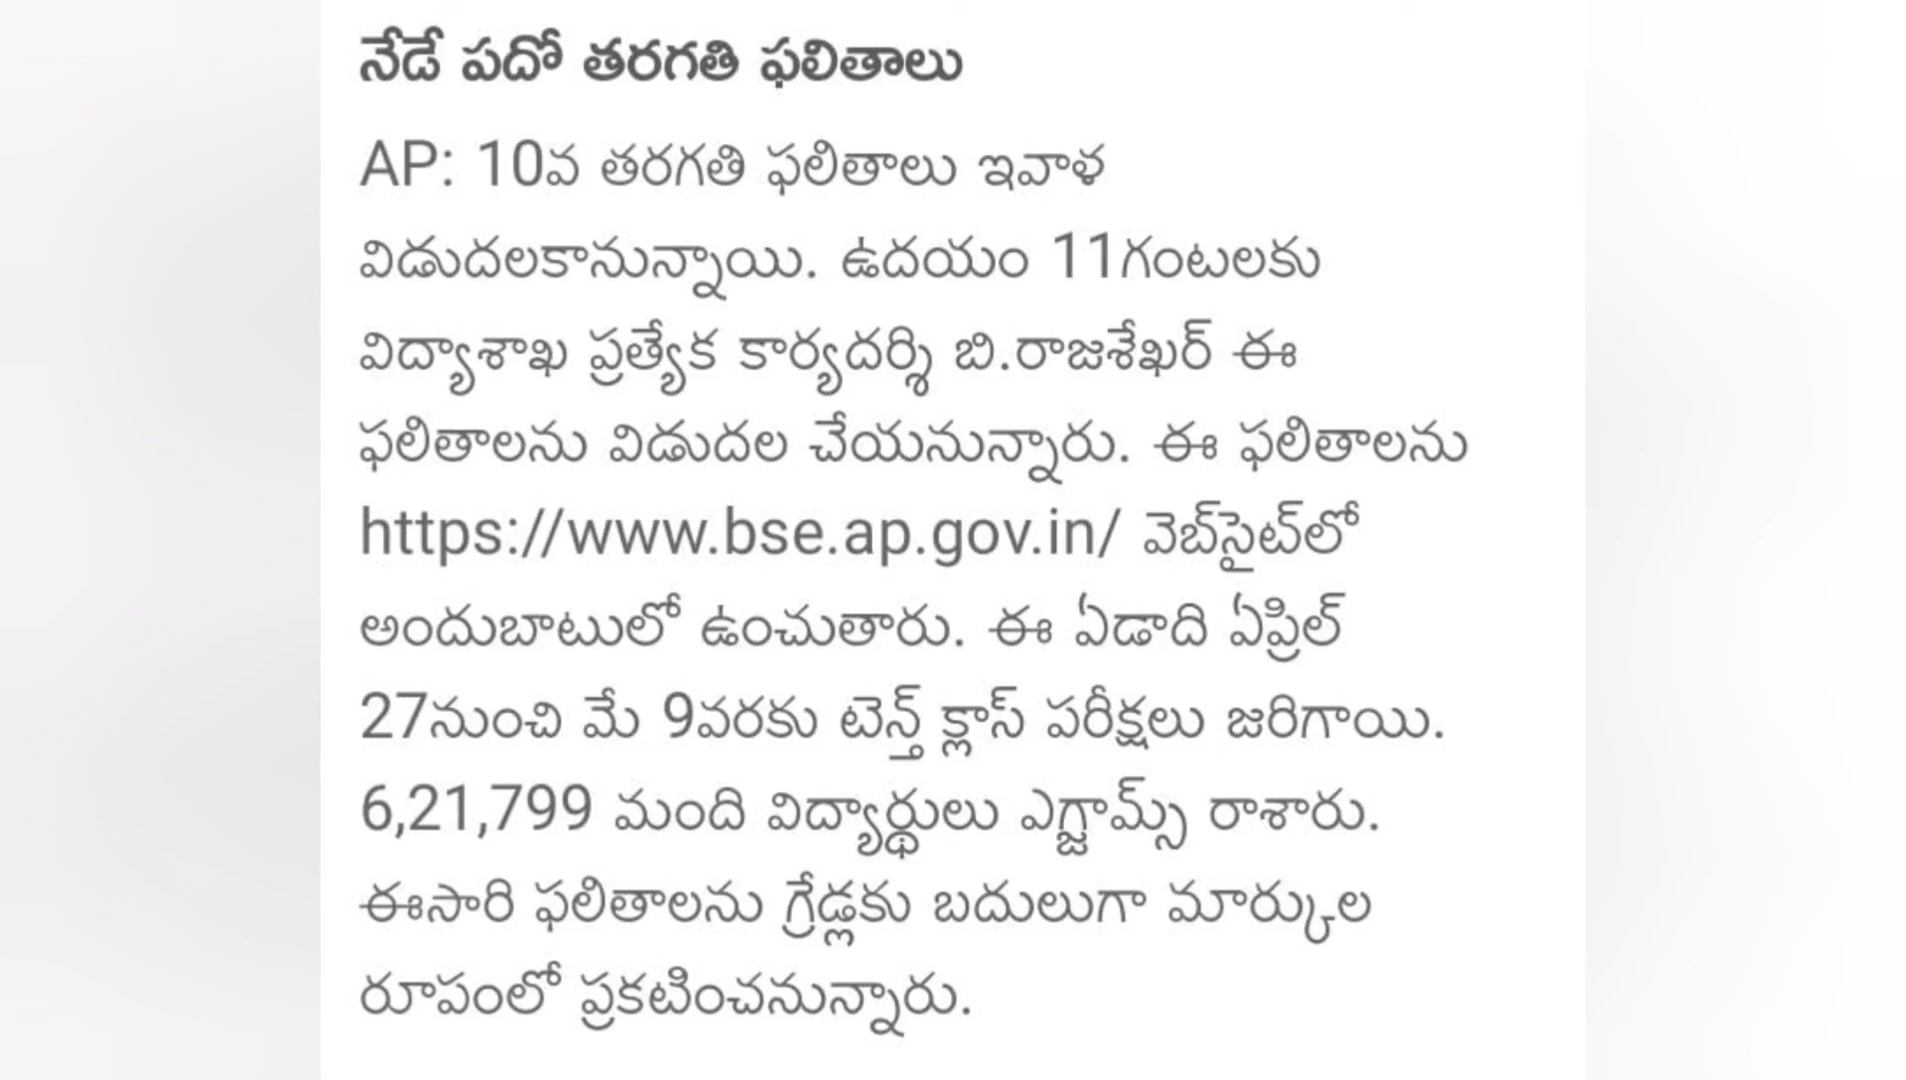 నేడే పదో తరగతి ఫలితాలు
AP: 10వ తరగతి ఫలితాలు ఇవాళ
విడుదలకానున్నాయి. ఉదయం 11గంటలకు
విద్యాశాఖ ప్రత్యేక కార్యదర్శి బి.రాజశేఖర్ ఈ
ఫలితాలను విడుదల చేయనున్నారు. ఈ ఫలితాలను
https://www.bse.ap.gov.in/ వెబ్‌సైట్‌లో
అందుబాటులో ఉంచుతారు. ఈ ఏడాది ఏప్రిల్
27నుంచి మే 9వరకు టెన్త్ క్లాస్ పరీక్షలు జరిగాయి.
6,21,799 మంది విద్యార్థులు ఎగ్జామ్స్ రాశారు.
ఈసారి ఫలితాలను గ్రేడ్లకు బదులుగా మార్కుల
రూపంలో ప్రకటించనున్నారు.